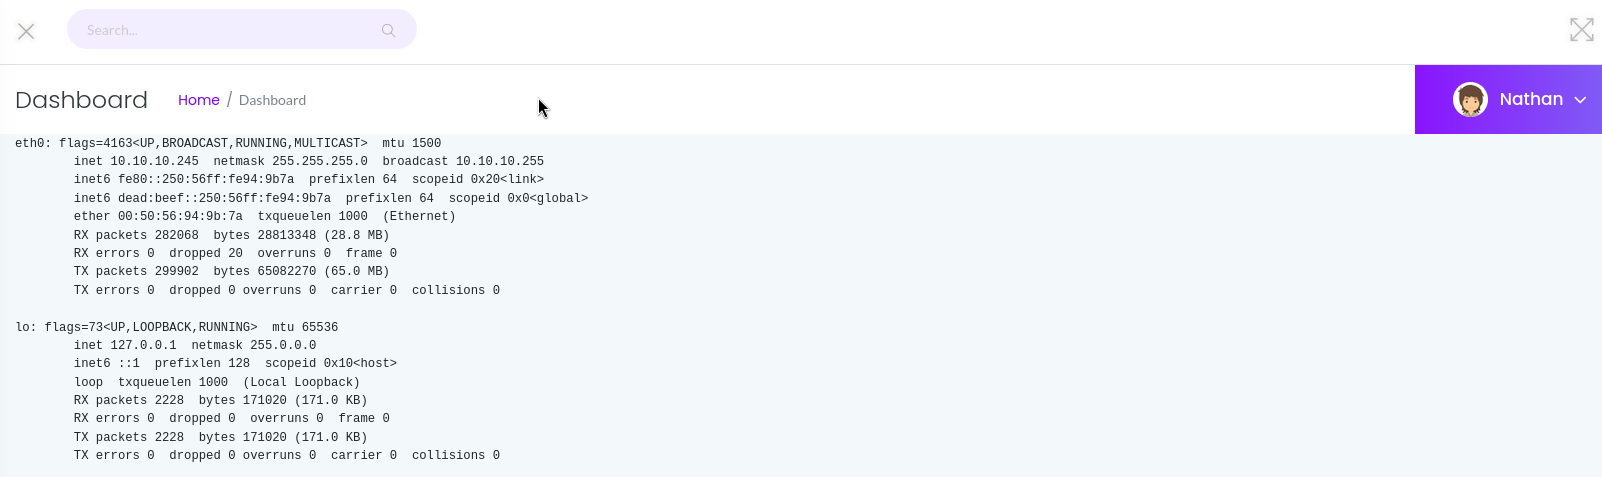 Search...
Dashboard Home / Dashboard Nathan
eth0: flags=4163<UP,BROADCAST,RUNNING,MULTICAST>  mtu 1500
        inet 10.10.10.245  netmask 255.255.255.0  broadcast 10.10.10.255
        inet6 fe80::250:56ff:fe94:9b7a  prefixlen 64  scopeid 0x20<link>
        inet6 dead:beef::250:56ff:fe94:9b7a  prefixlen 64  scopeid 0x0<global>
        ether 00:50:56:94:9b:7a  txqueuelen 1000  (Ethernet)
        RX packets 282068  bytes 28813348 (28.8 MB)
        RX errors 0  dropped 20  overruns 0  frame 0
        TX packets 299902  bytes 65082270 (65.0 MB)
        TX errors 0  dropped 0 overruns 0  carrier 0  collisions 0
lo: flags=73<UP,LOOPBACK,RUNNING>  mtu 65536
        inet 127.0.0.1  netmask 255.0.0.0
        inet6 ::1  prefixlen 128  scopeid 0x10<host>
        loop  txqueuelen 1000  (Local Loopback)
        RX packets 2228  bytes 171020 (171.0 KB)
        RX errors 0  dropped 0  overruns 0  frame 0
        TX packets 2228  bytes 171020 (171.0 KB)
        TX errors 0  dropped 0 overruns 0  carrier 0  collisions 0